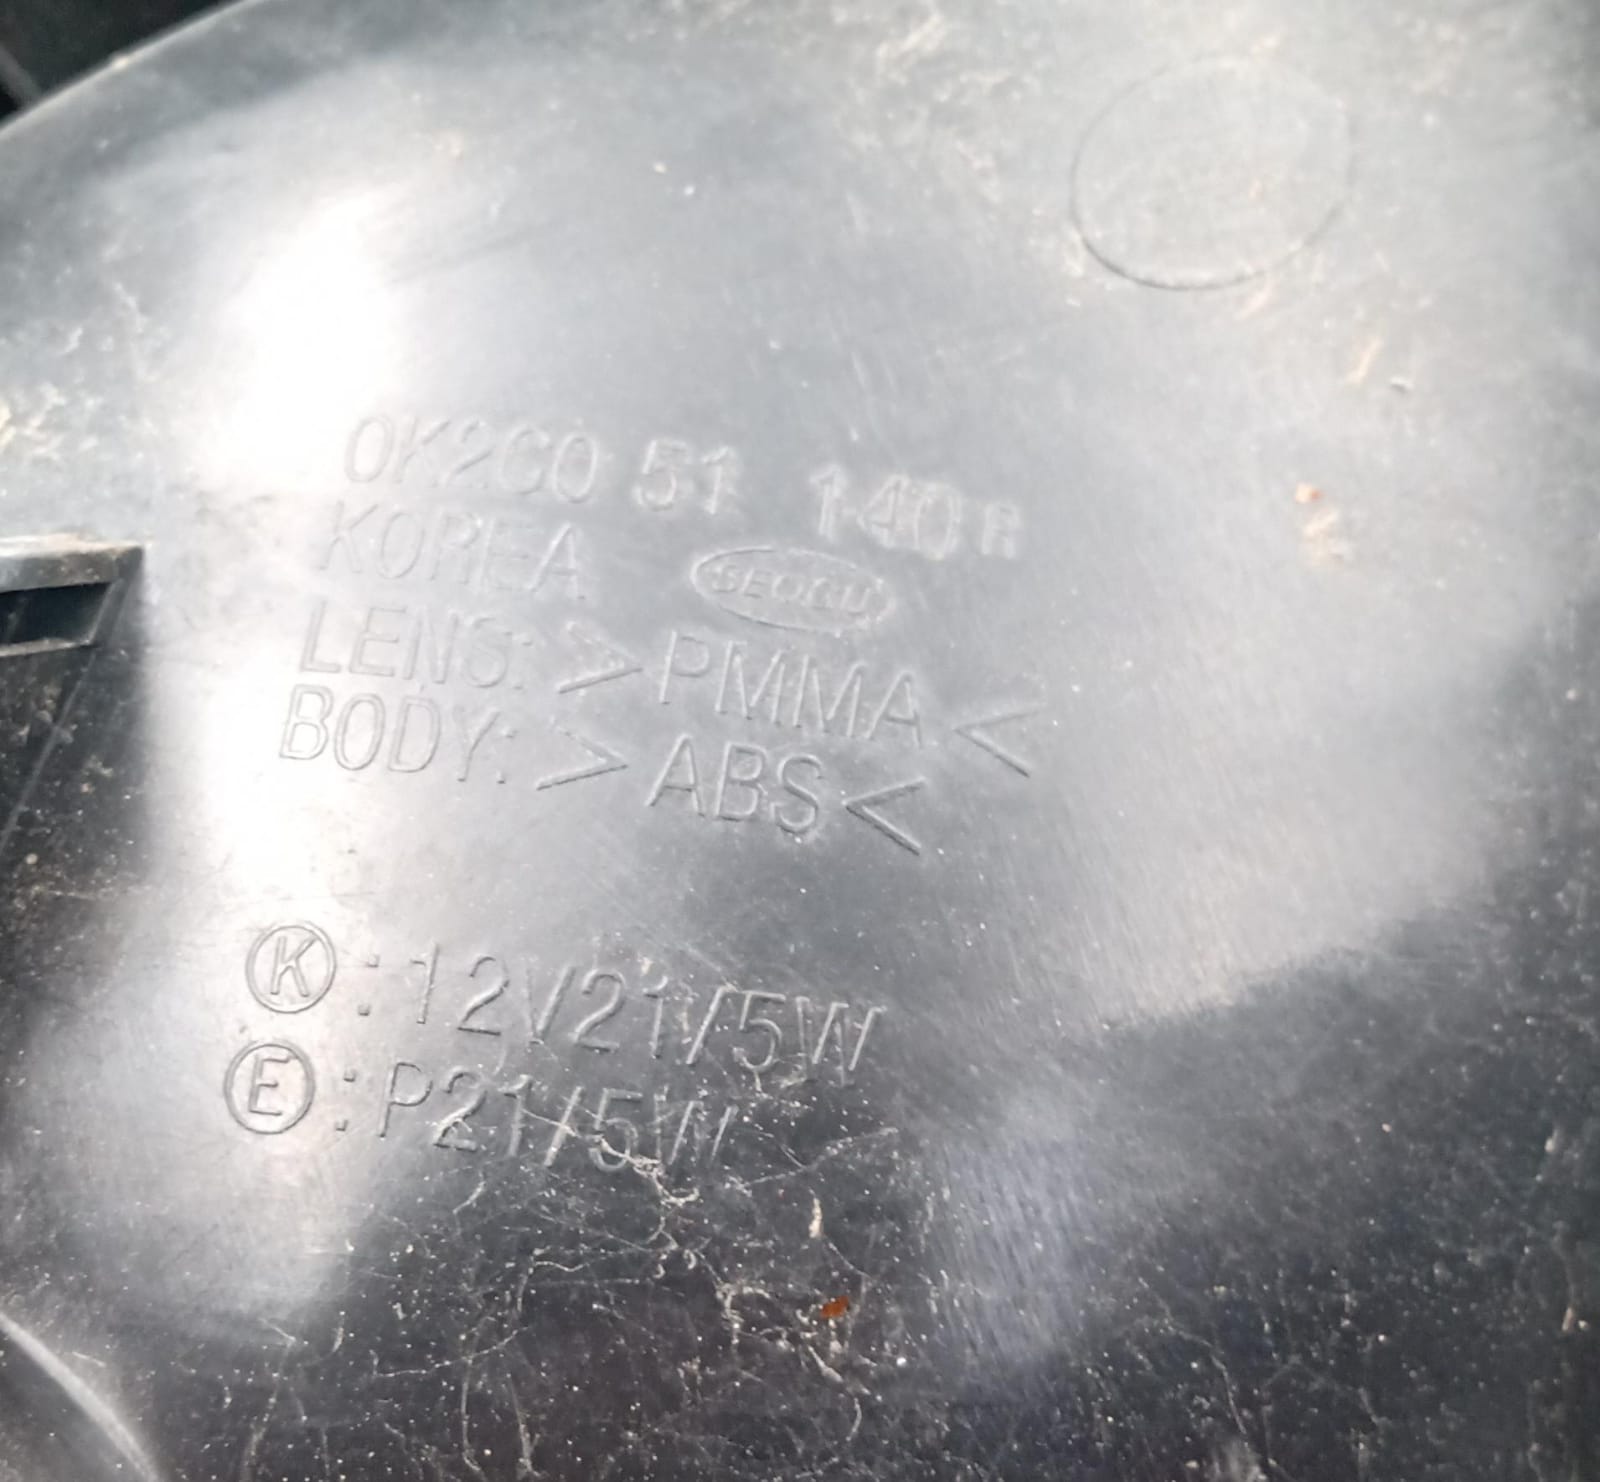 0K2C0 51 140 R
KOREA SEOGU
LENS: >PMMA<
BODY: >ABS<
K : 12V21/5W
E : P21/5W